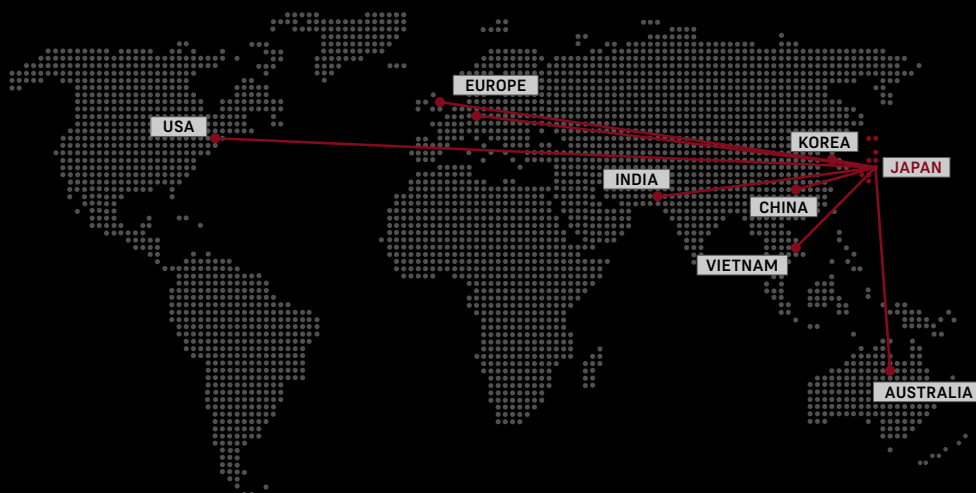 EUROPE
USA
KOREA
JAPAN
INDIA
CHINA
VIETNAM
AUSTRALIA